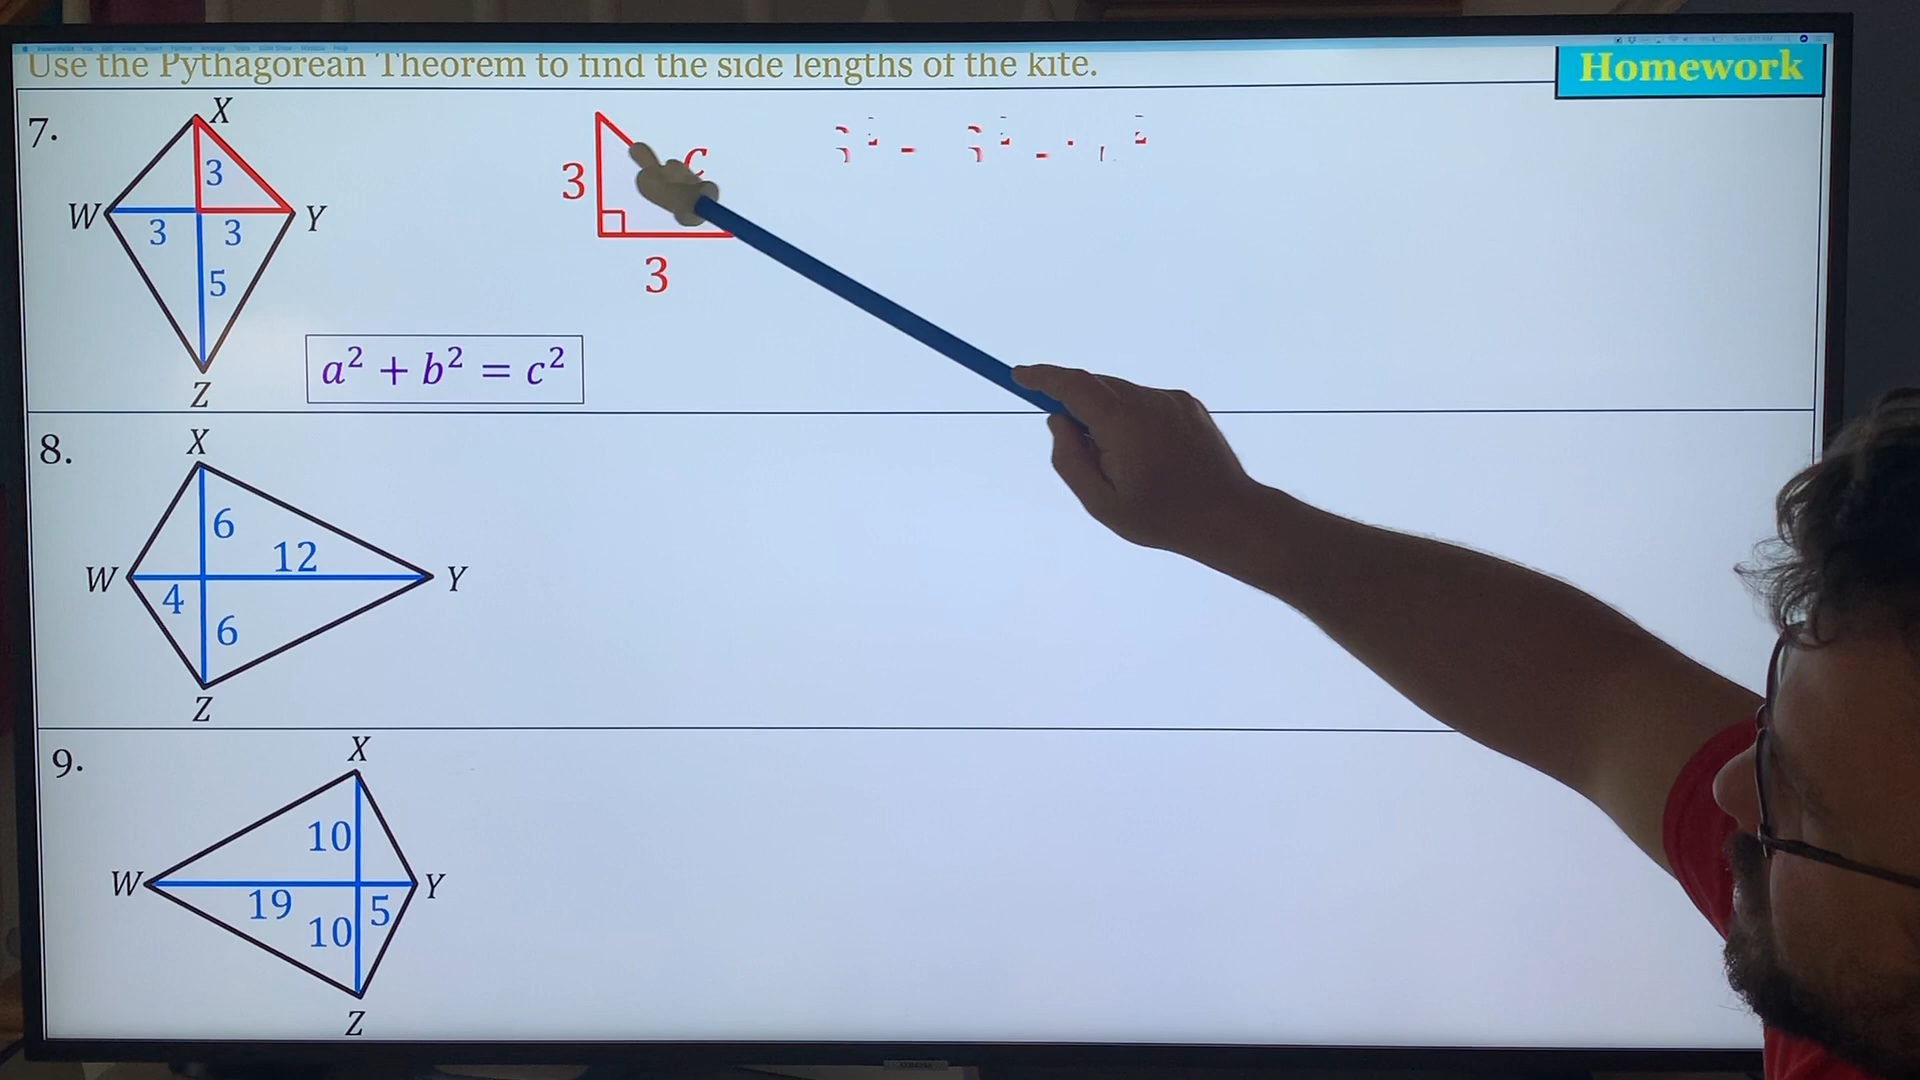 Use the Pythagorean Theorem to find the side lengths of the kite.
Homework
7.
X
3
W
3
3
Y
5
Z
3
c
3
a² + b² = c²
8.
X
6
12
W
4
Y
6
Z
9.
X
10
W
19
10
5
Y
Z